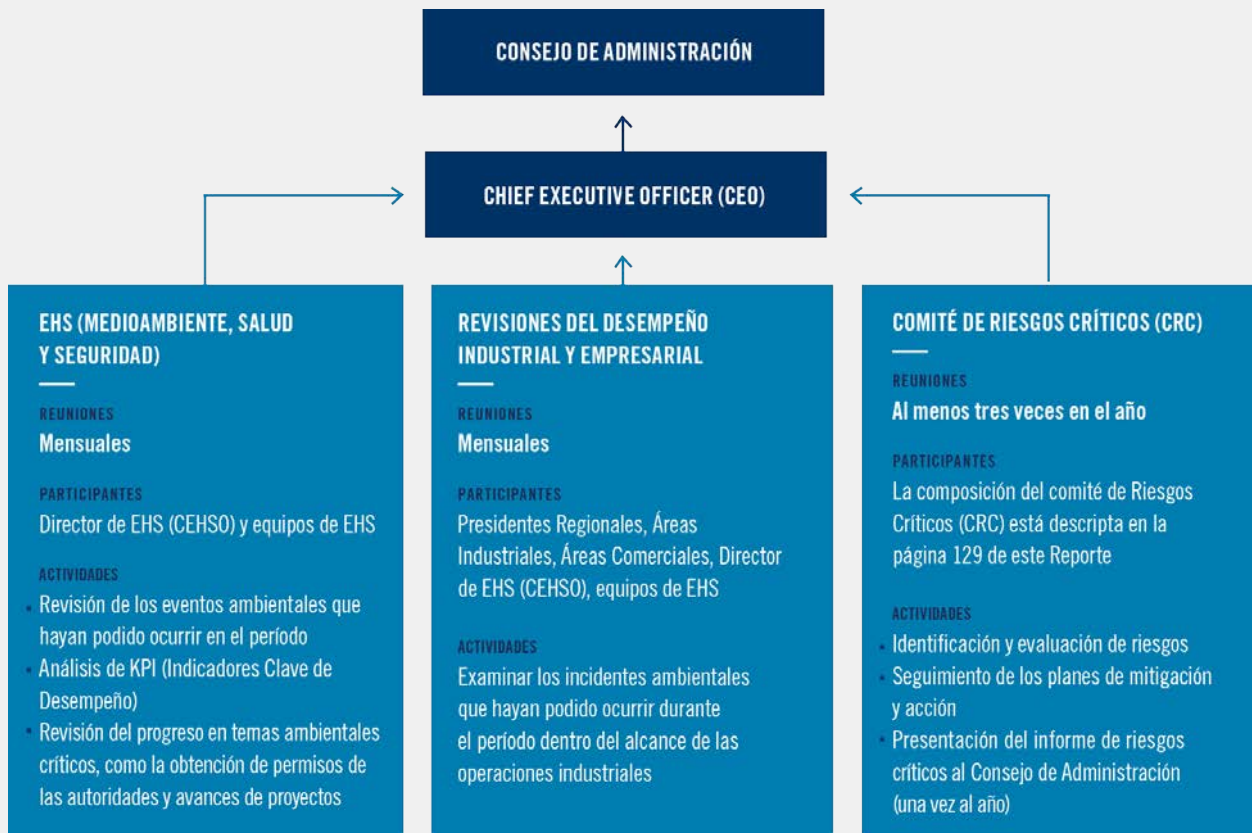 CONSEJO DE ADMINISTRACIÓN
CHIEF EXECUTIVE OFFICER (CEO)
EHS (MEDIOAMBIENTE, SALUD
Y SEGURIDAD)
REUNIONES
Mensuales
PARTICIPANTES
Director de EHS (CEHSO) y equipos de EHS
ACTIVIDADES
• Revisión de los eventos ambientales que
hayan podido ocurrir en el período
• Análisis de KPI (Indicadores Clave de
Desempeño)
• Revisión del progreso en temas ambientales
críticos, como la obtención de permisos de
las autoridades y avances de proyectos
REVISIONES DEL DESEMPEÑO
INDUSTRIAL Y EMPRESARIAL
REUNIONES
Mensuales
PARTICIPANTES
Presidentes Regionales, Áreas
Industriales, Áreas Comerciales, Director
de EHS (CEHSO), equipos de EHS
ACTIVIDADES
Examinar los incidentes ambientales
que hayan podido ocurrir durante
el período dentro del alcance de las
operaciones industriales
COMITÉ DE RIESGOS CRÍTICOS (CRC)
REUNIONES
Al menos tres veces en el año
PARTICIPANTES
La composición del comité de Riesgos
Críticos (CRC) está descripta en la
página 129 de este Reporte
ACTIVIDADES
• Identificación y evaluación de riesgos
• Seguimiento de los planes de mitigación
y acción
• Presentación del informe de riesgos
críticos al Consejo de Administración
(una vez al año)